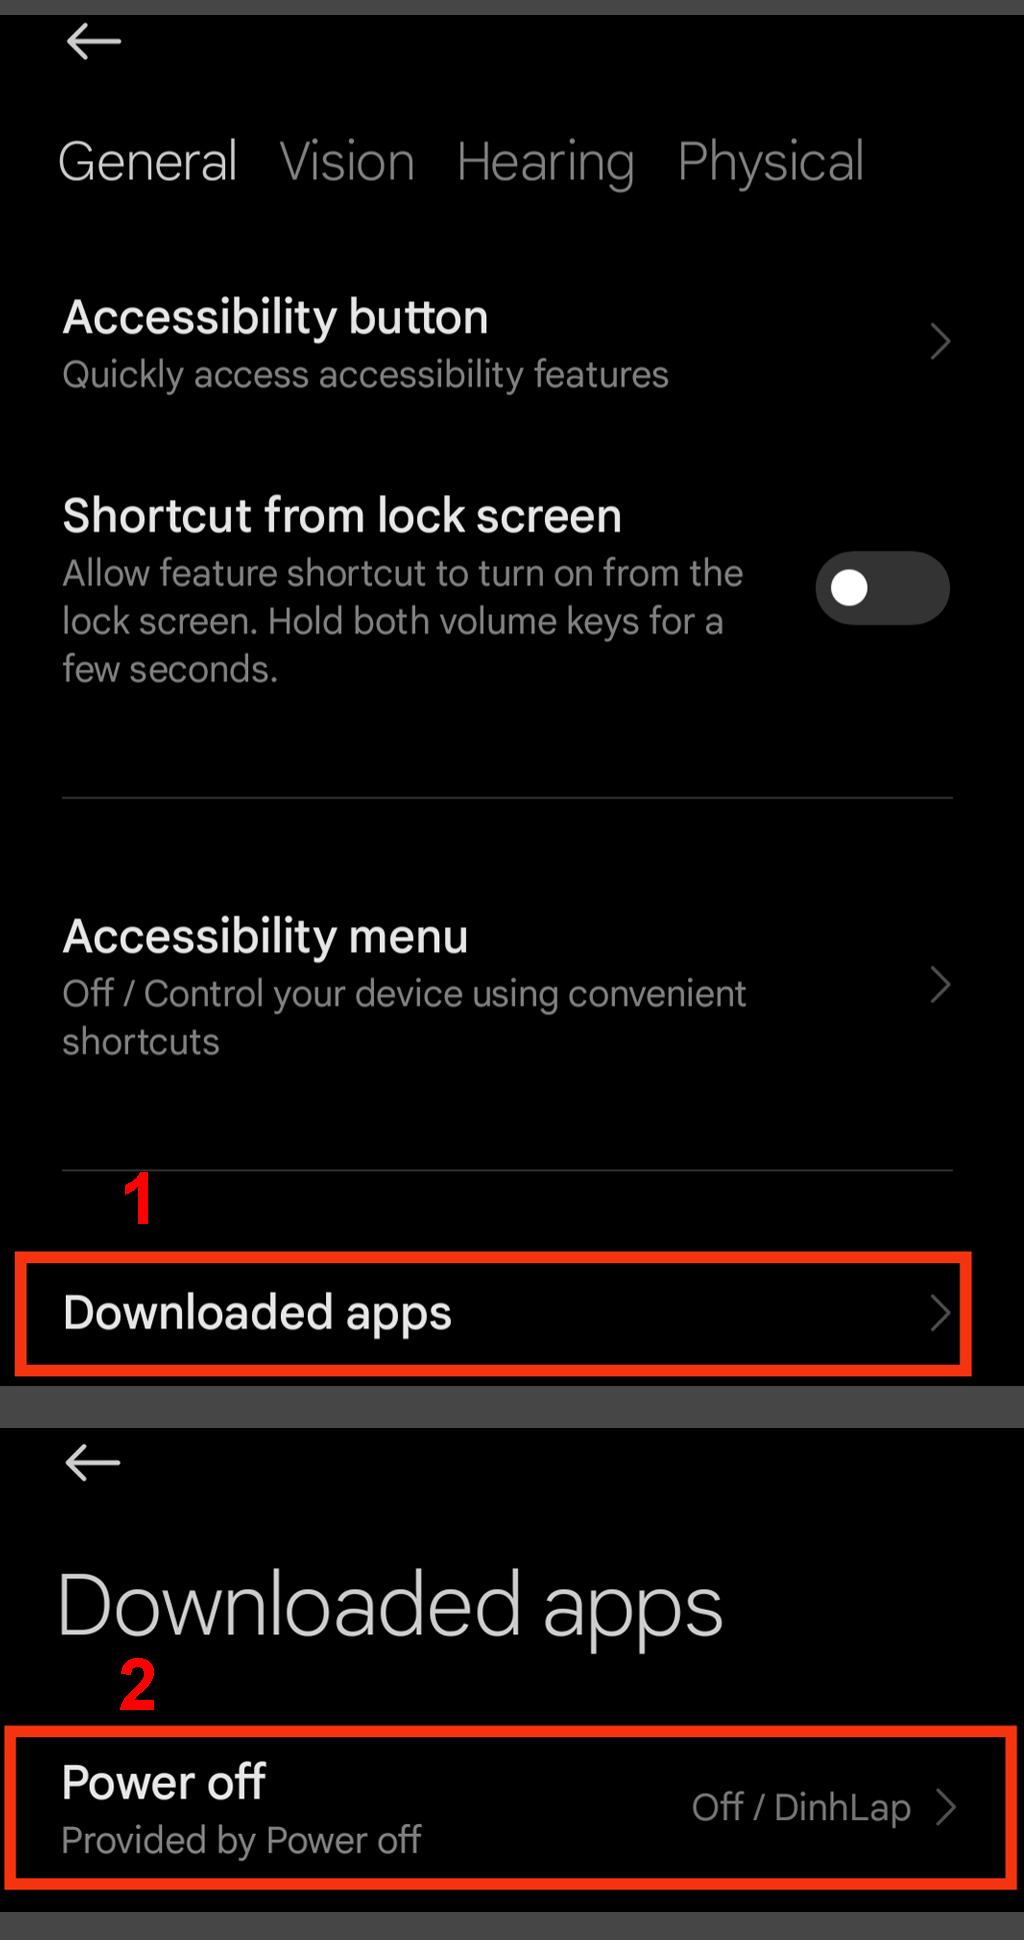 General Vision Hearing Physical
Accessibility button
Quickly access accessibility features
Shortcut from lock screen
Allow feature shortcut to turn on from the
lock screen. Hold both volume keys for a
few seconds.
Accessibility menu
Off / Control your device using convenient
shortcuts
1
Downloaded apps
Downloaded apps
2
Power off
Provided by Power off
Off / DinhLap